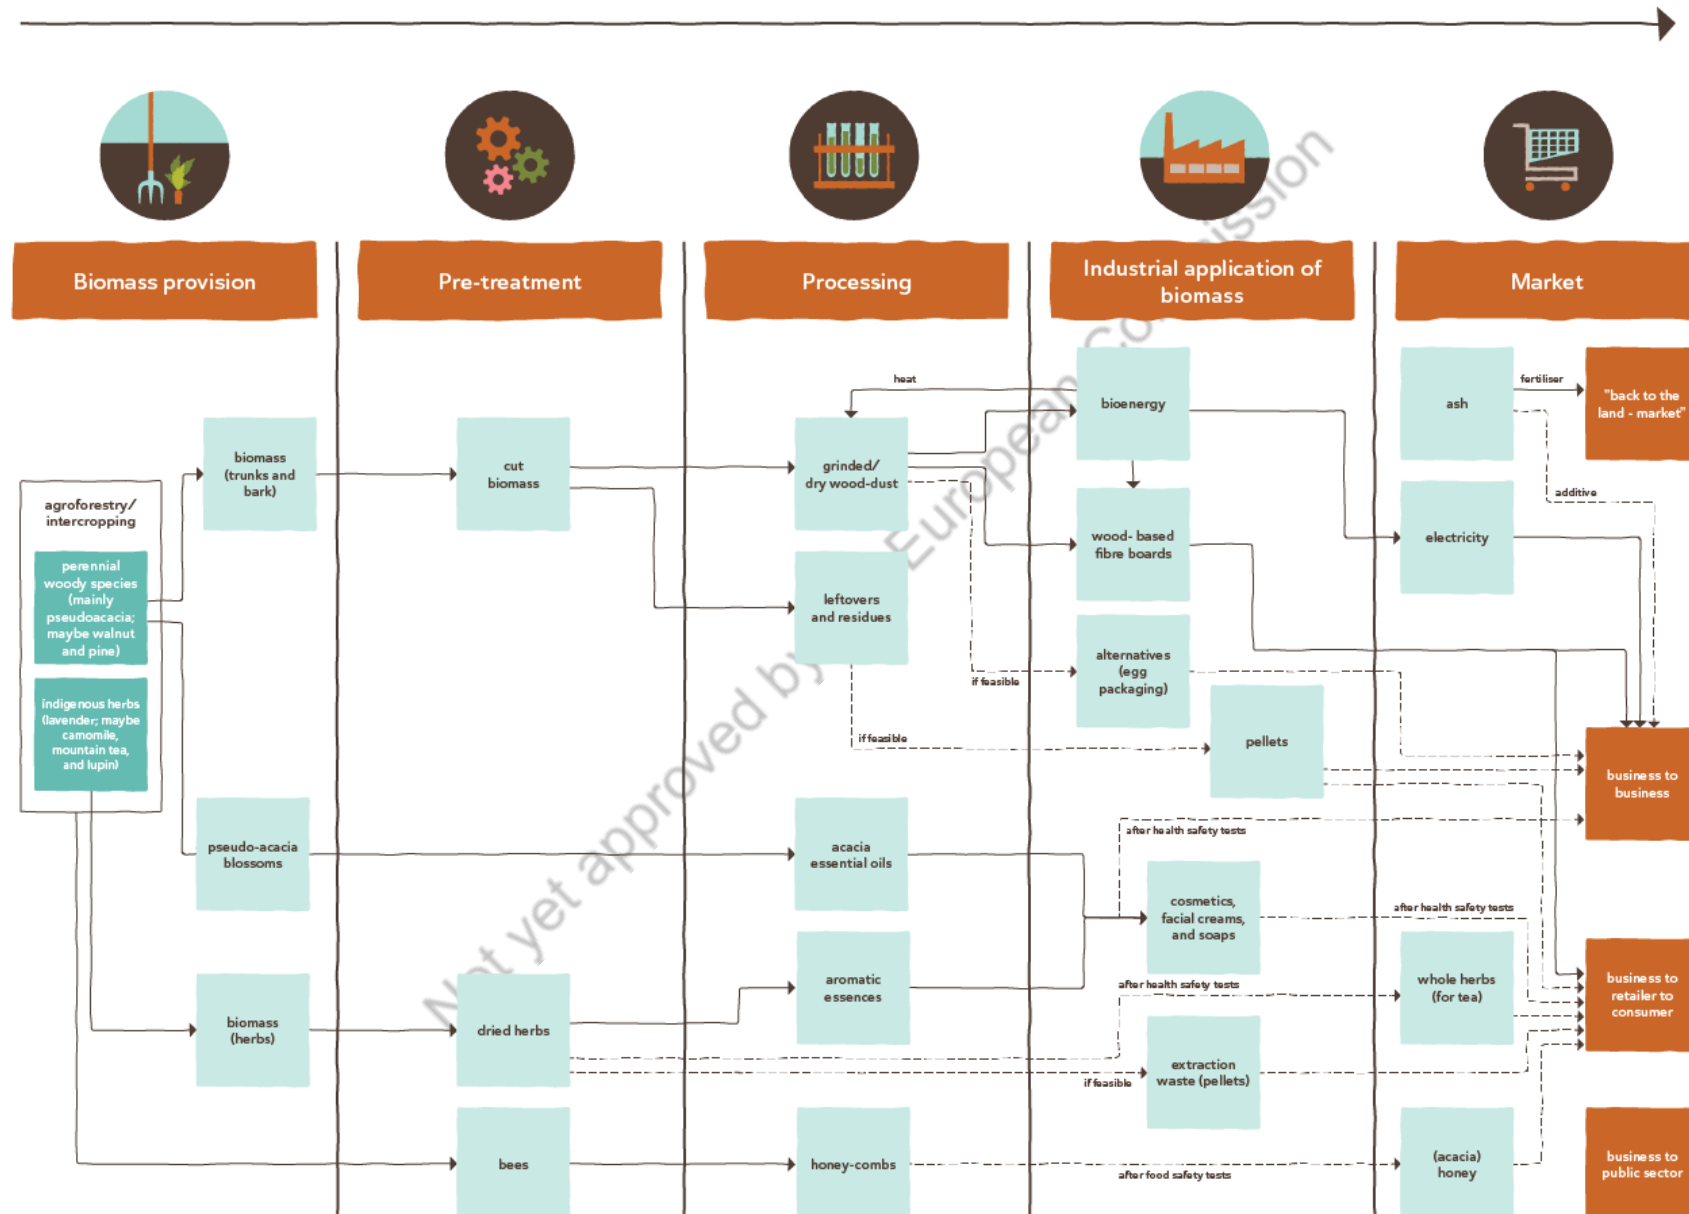 Biomass provision
Pre-treatment
Processing
Industrial application of
biomass
Market
agroforestry/
intercropping
perennial
woody species
(mainly
pseudoacacia;
maybe walnut
and pine)
indigenous herbs
(lavender; maybe
camomile,
mountain tea,
and lupin)
biomass
(trunks and
bark)
pseudo-acacia
blossoms
biomass
(herbs)
cut
biomass
dried herbs
bees
heat
grinded/
dry wood-dust
leftovers
and residues
if feasible
if feasible
acacia
essential oils
aromatic
essences
honey-combs
bioenergy
wood- based
fibre boards
alternatives
(egg
packaging)
pellets
after health safety tests
cosmetics,
facial creams,
and soaps
after health safety tests
if feasible
extraction
waste (pellets)
after food safety tests
ash
fertiliser
additive
electricity
after health safety tests
whole herbs
(for tea)
(acacia)
honey
"back to the
land - market"
business to
business
business to
retailer to
consumer
business to
public sector
Not yet approved by European Commission